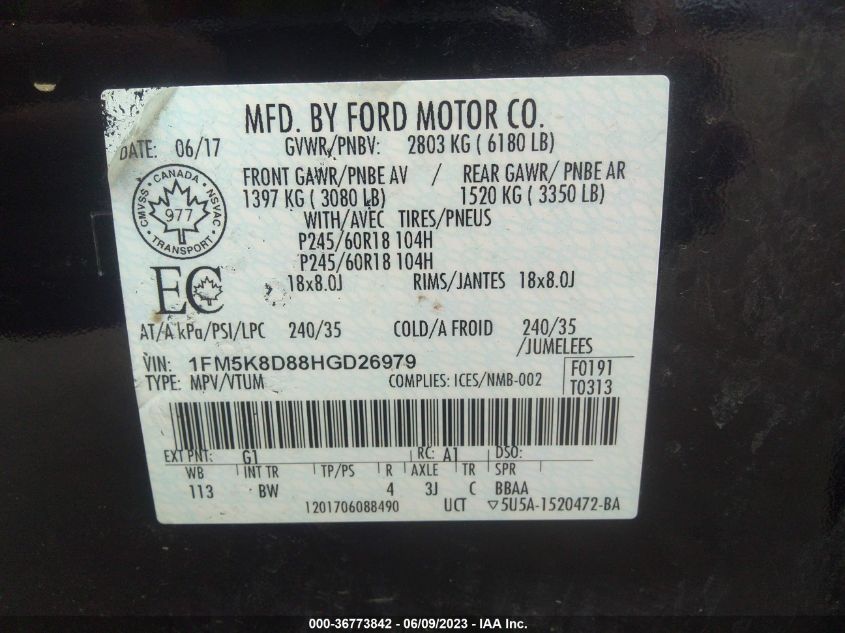 MFD. BY FORD MOTOR CO.
DATE: 06/17 GVWR/PNBV: 2803 KG ( 6180 LB)
FRONT GAWR/PNBE AV / REAR GAWR/ PNBE AR
1397 KG ( 3080 LB) 1520 KG ( 3350 LB)
WITH/AVEC TIRES/PNEUS
P245/60R18 104H
P245/60R18 104H
18x8.0J RIMS/JANTES 18x8.0J
CANADA
CMVSS NSVAC
977
TRANSPORT
EC
AT/A kPa/PSI/LPC 240/35 COLD/A FROID 240/35
/JUMELEES
VIN: 1FM5K8D88HGD26979
TYPE: MPV/VTUM COMPLIES: ICES/NMB-002
F0191
T0313
EXT PNT: G1 RC: A1 DSO:
WB INT TR TP/PS R AXLE TR SPR
113 BW 4 3J C BBAA
1201706088490 UCT ▽5U5A-1520472-BA
000-36773842 - 06/09/2023 - IAA Inc.